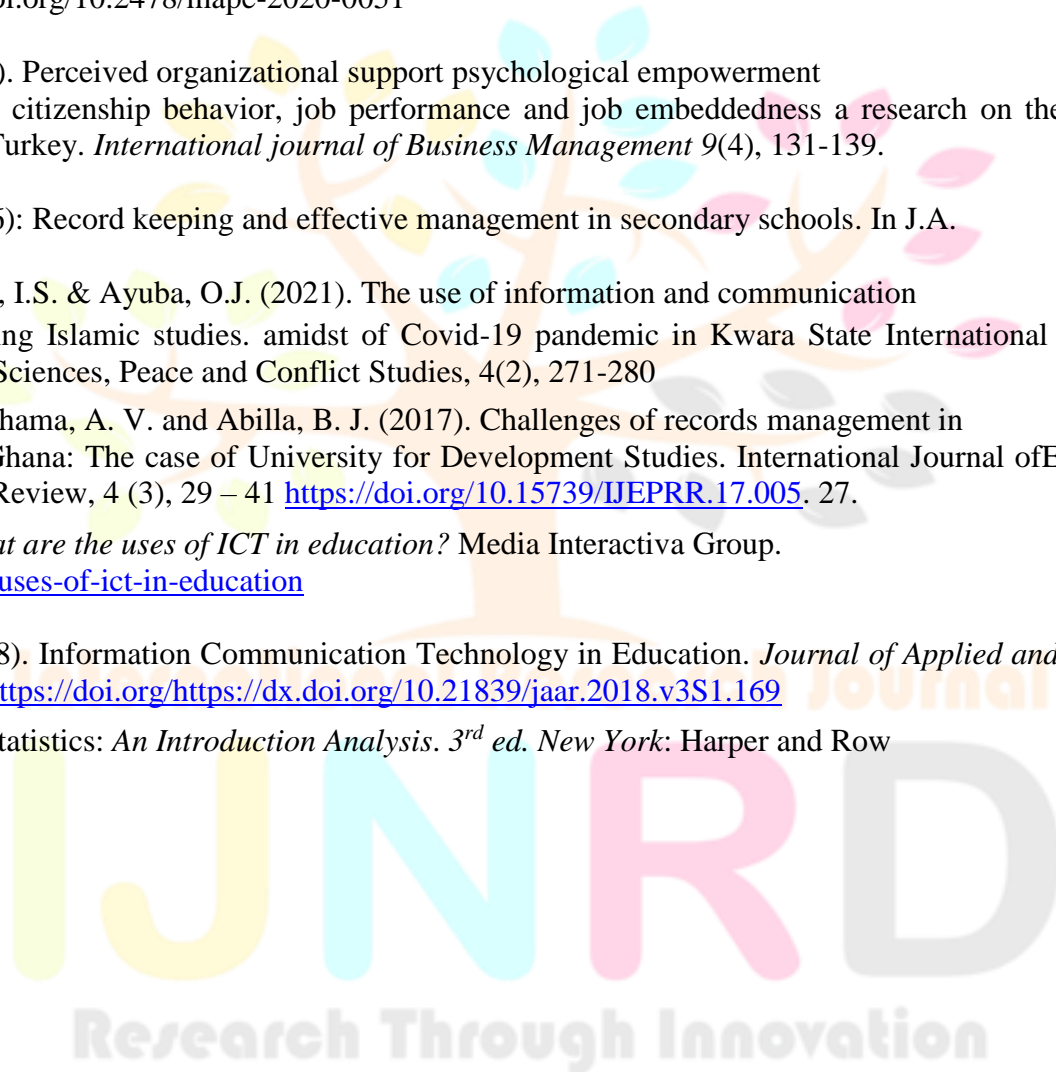 oi.org/10.2478/mapc-2020-0051
). Perceived organizational support psychological empowerment
citizenship behavior, job performance and job embeddedness a research on the
Turkey. International journal of Business Management 9(4), 131-139.
6): Record keeping and effective management in secondary schools. In J.A.
, I.S. & Ayuba, O.J. (2021). The use of information and communication
ing Islamic studies. amidst of Covid-19 pandemic in Kwara State International
Sciences, Peace and Conflict Studies, 4(2), 271-280
hama, A. V. and Abilla, B. J. (2017). Challenges of records management in
Ghana: The case of University for Development Studies. International Journal ofE
Review, 4 (3), 29 – 41 https://doi.org/10.15739/IJEPRR.17.005. 27.
at are the uses of ICT in education? Media Interactiva Group.
uses-of-ict-in-education
8). Information Communication Technology in Education. Journal of Applied and
ttps://doi.org/https://dx.doi.org/10.21839/jaar.2018.v3S1.169
Journal
tatistics: An Introduction Analysis. 3rd ed. New York: Harper and Row
IJNRD
Research Through Innovation